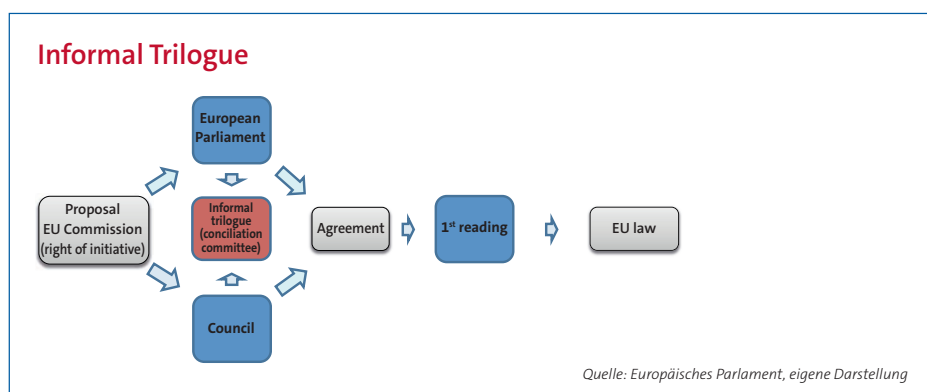 Informal Trilogue
European
Parliament
Proposal
EU Commission
(right of initiative)
Informal
trilogue
(conciliation
committee)
Agreement
1st reading
EU law
Council
Quelle: Europäisches Parlament, eigene Darstellung